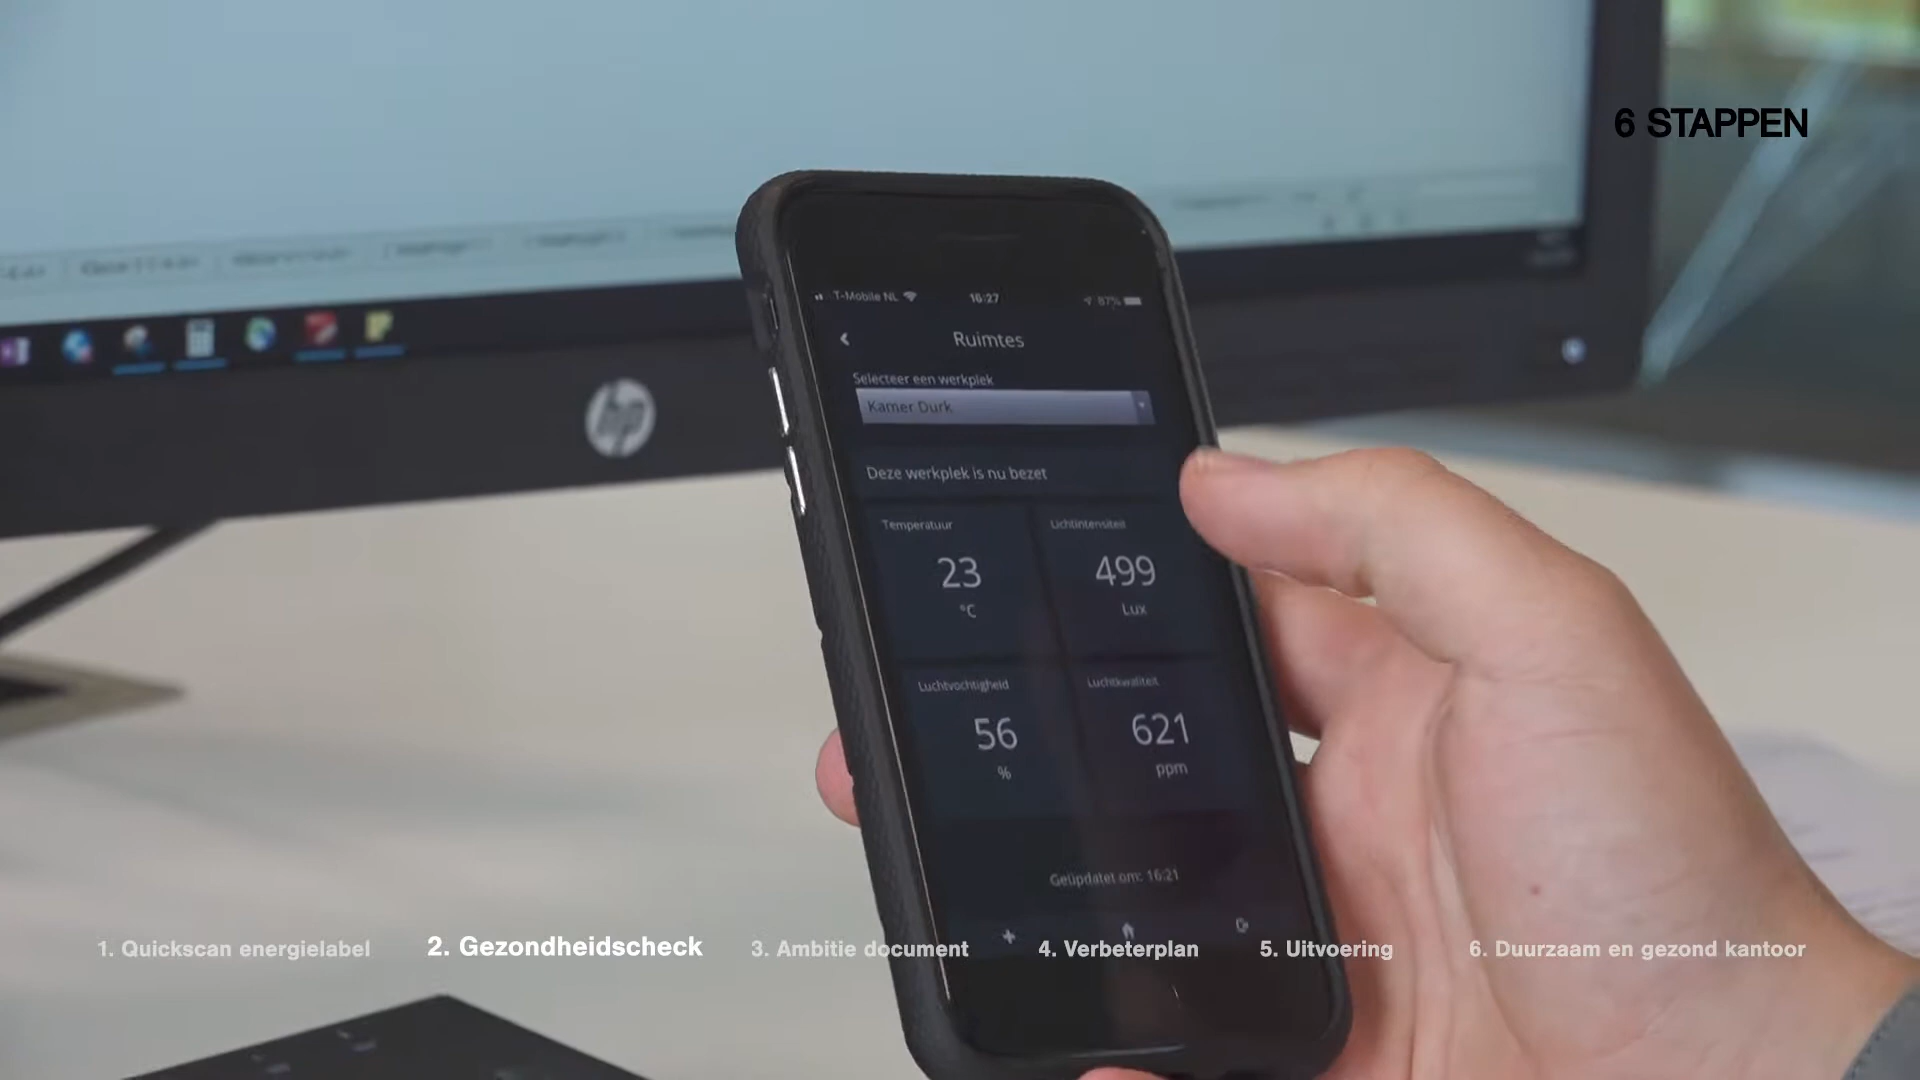 6 STAPPEN
T-Mobile NL
16:27
87%
Ruimtes
Selecteer een werkplek
Kamer Durk
hp
Deze werkplek is nu bezet
Temperatuur
Lichtintensiteit
23
499
°C
Lux
Luchtvochtigheid
Luchtkwaliteit
56
621
%
ppm
Geüpdatet om: 16:21
1. Quickscan energielabel
2. Gezondheidscheck
3. Ambitie document
4. Verbeterplan
5. Uitvoering
6. Duurzaam en gezond kantoor